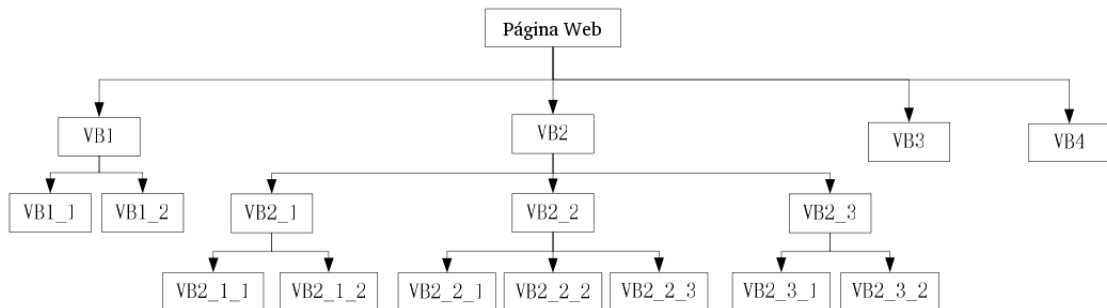 Página Web
VB1 VB2 VB3 VB4
VB1_1 VB1_2 VB2_1 VB2_2 VB2_3
VB2_1_1 VB2_1_2 VB2_2_1 VB2_2_2 VB2_2_3 VB2_3_1 VB2_3_2